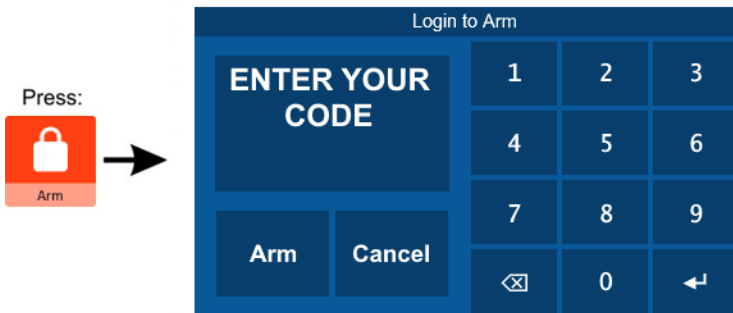 Press:
Arm
Login to Arm
ENTER YOUR
CODE
Arm Cancel
1 2 3
4 5 6
7 8 9
0